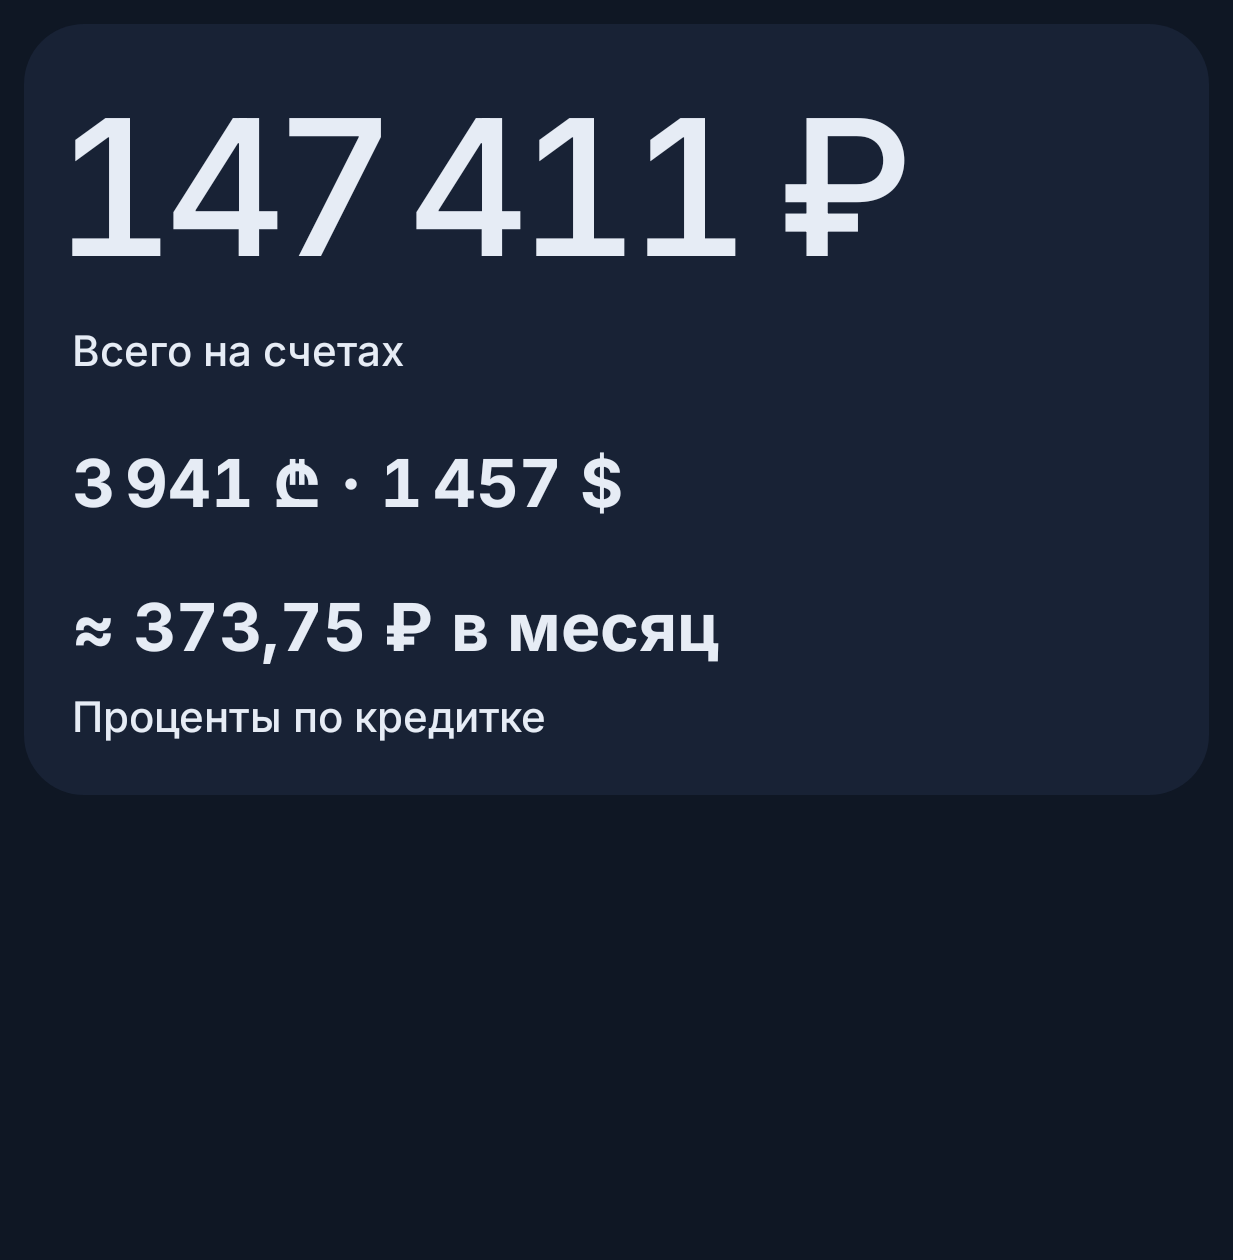 147 411 ₽
Всего на счетах
3 941 ₾ · 1 457 $
≈ 373,75 ₽ в месяц
Проценты по кредитке